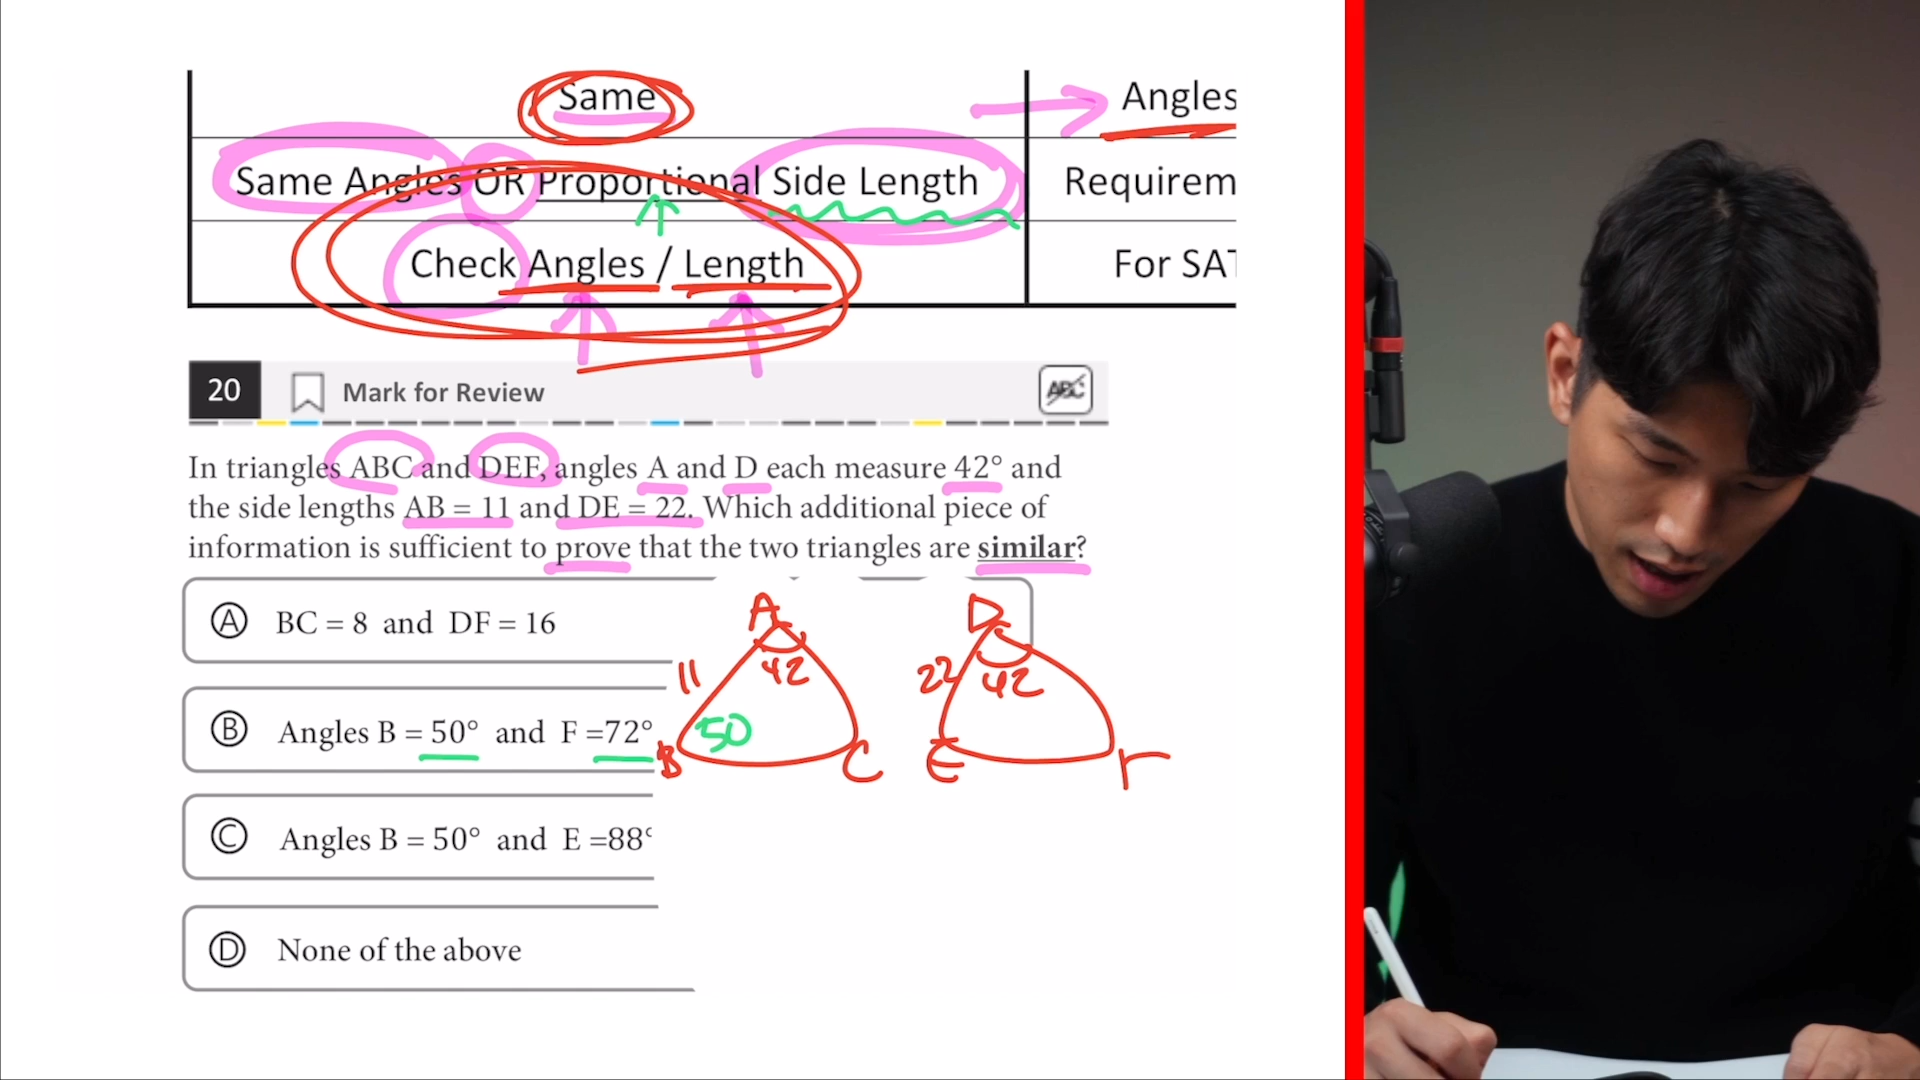 Same
Angles
Same Angles OR Proportional Side Length
Requirem
Check Angles / Length
For SAT
20
Mark for Review
ABC
In triangles ABC and DEF, angles A and D each measure 42° and
the side lengths AB = 11 and DE = 22. Which additional piece of
information is sufficient to prove that the two triangles are similar?
A BC = 8 and DF = 16
B Angles B = 50° and F =72°
C Angles B = 50° and E =88°
D None of the above
A
D
11
42
22
42
50
B
C
E
F